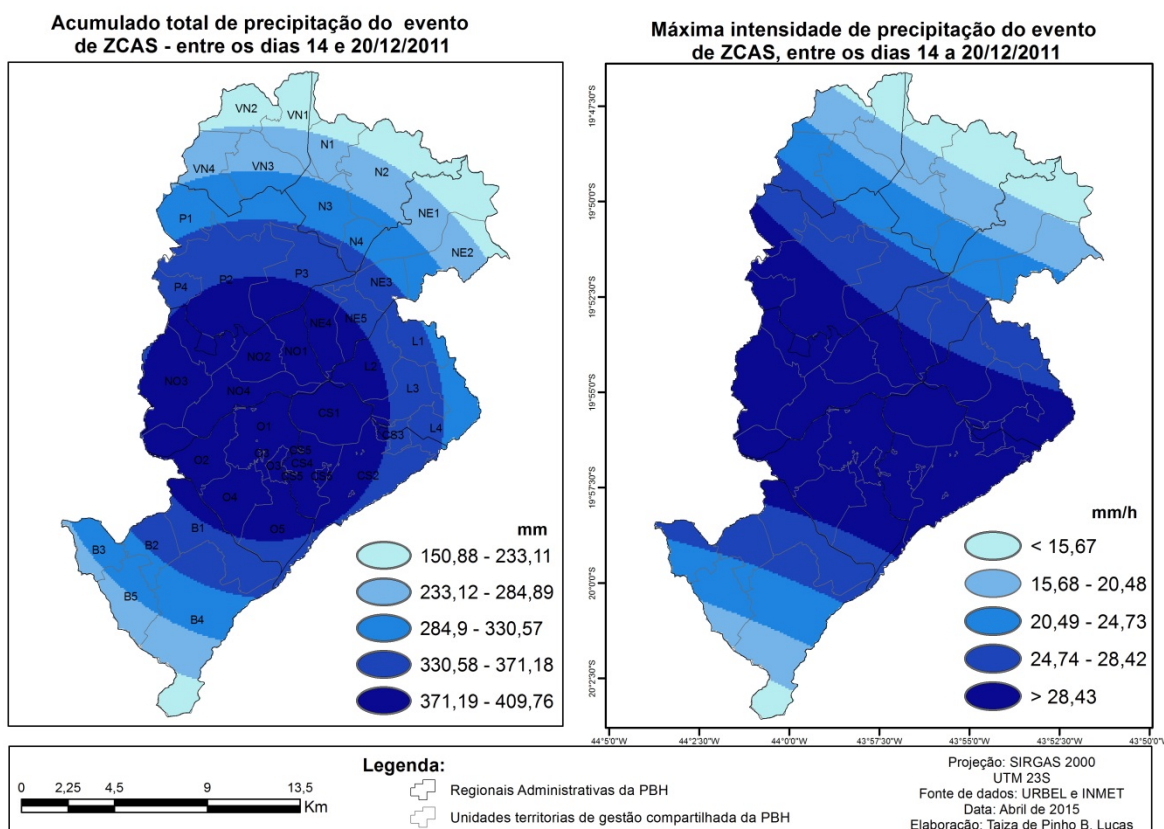 Acumulado total de precipitação do evento
de ZCAS - entre os dias 14 e 20/12/2011
VN2
VN1
N1
VN4
VN3
N2
P1
N3
NE1
N4
NE2
P2
P3
P4
NE3
NE4
NE5
NO2
NO1
L1
L2
NO3
NO4
L3
CS1
O1
L4
CS3
O2
CS4
O3
CS5
CS2
O4
B1
O5
B3
B2
B5
B4
mm
150,88 - 233,11
233,12 - 284,89
284,9 - 330,57
330,58 - 371,18
371,19 - 409,76
Máxima intensidade de precipitação do evento
de ZCAS, entre os dias 14 a 20/12/2011
19°47'30"S
19°50'0"S
19°52'30"S
19°55'0"S
19°57'30"S
20°0'0"S
20°2'30"S
mm/h
< 15,67
15,68 - 20,48
20,49 - 24,73
24,74 - 28,42
> 28,43
44°5'0"W
44°2'30"W
44°0'0"W
43°57'30"W
43°55'0"W
43°52'30"W
43°50'0"W
0 2,25 4,5 9 13,5
Km
Legenda:
Regionais Administrativas da PBH
Unidades territorias de gestão compartilhada da PBH
Projeção: SIRGAS 2000
UTM 23S
Fonte de dados: URBEL e INMET
Data: Abril de 2015
Elaboração: Taiza de Pinho B. Lucas